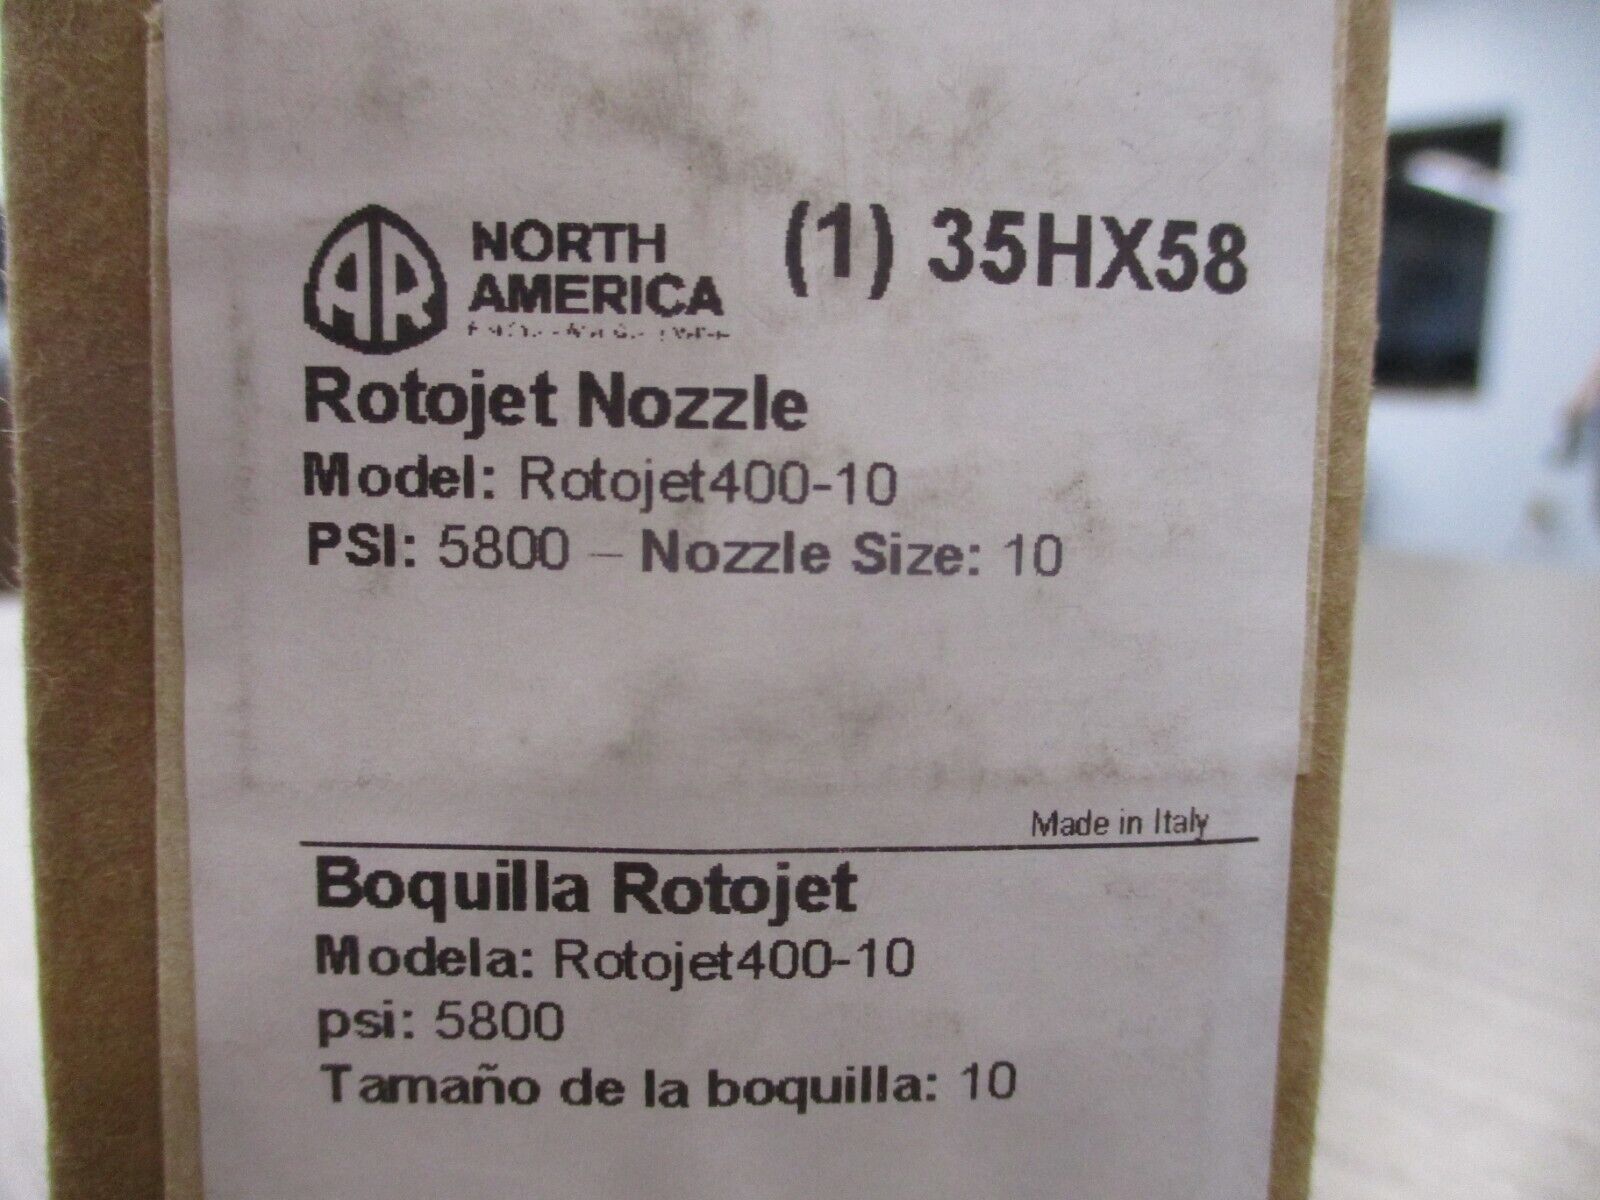 AR NORTH AMERICA
(1) 35HX58
Rotojet Nozzle
Model: Rotojet400-10
PSI: 5800 – Nozzle Size: 10
Made in Italy
Boquilla Rotojet
Modela: Rotojet400-10
psi: 5800
Tamaño de la boquilla: 10